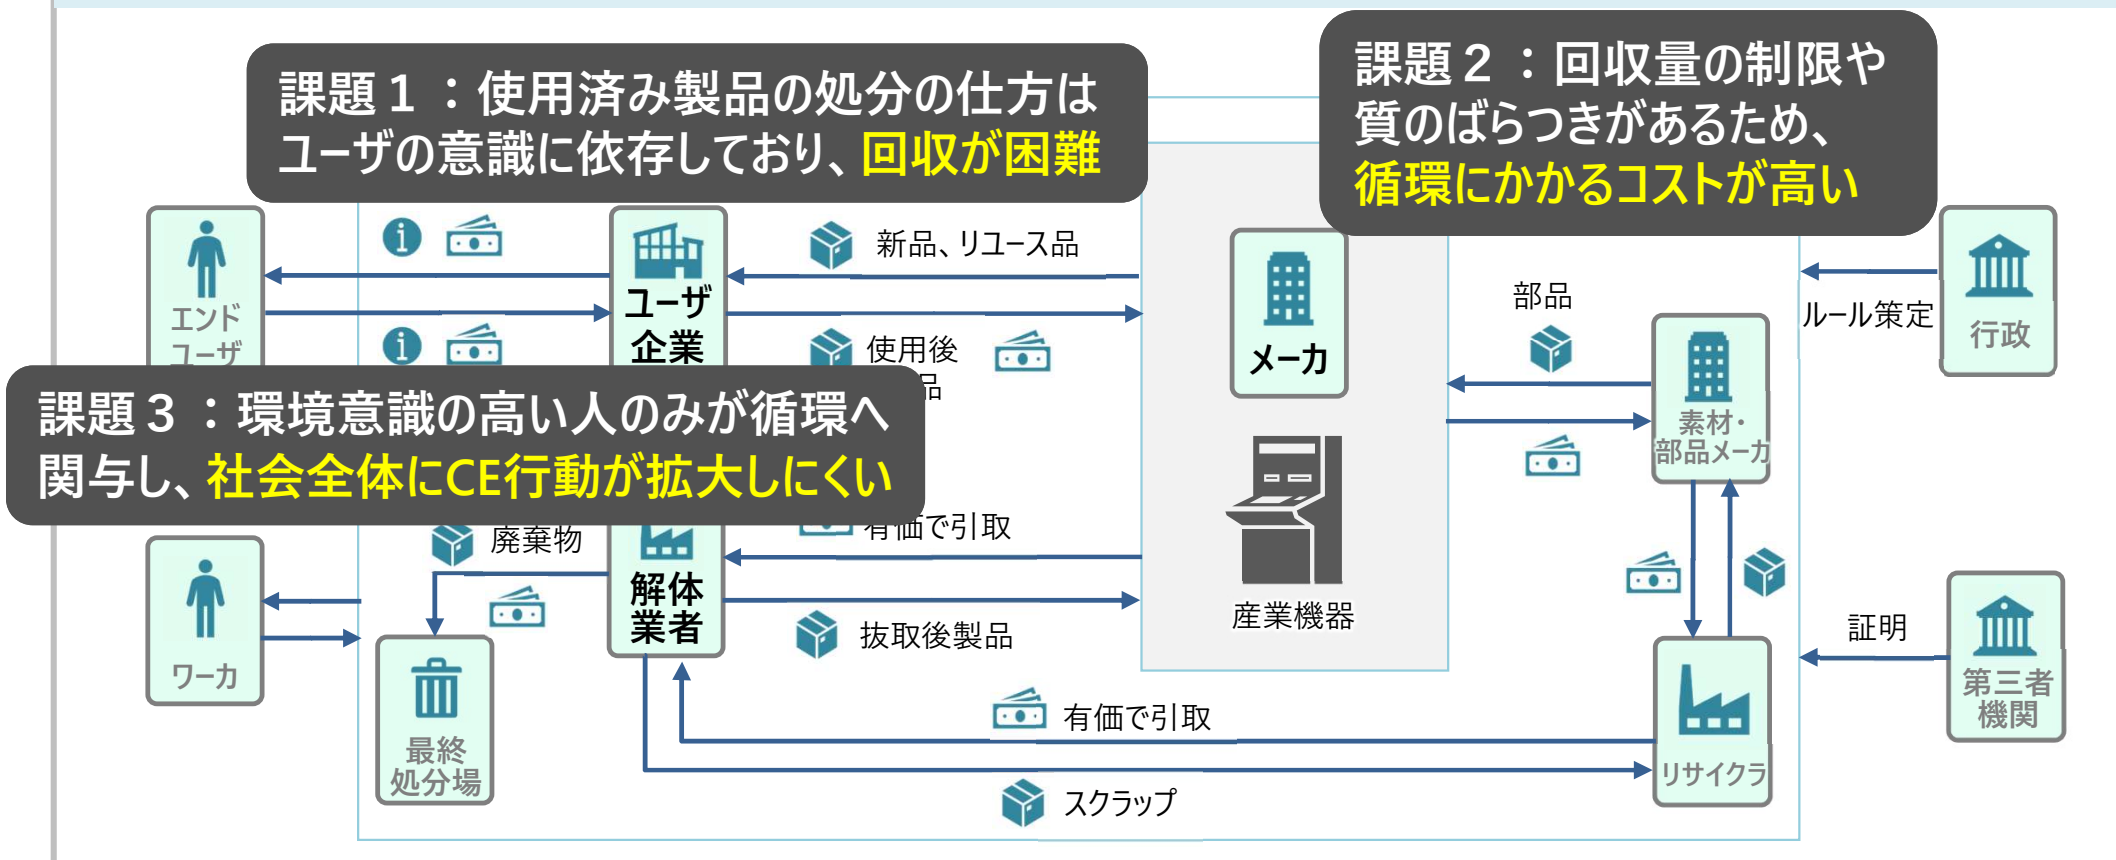 課題１：使用済み製品の処分の仕方は
ユーザの意識に依存しており、回収が困難
課題２：回収量の制限や
質のばらつきがあるため、
循環にかかるコストが高い
エンド
ユーザ
ユーザ
企業
新品、リユース品
使用後
品
メーカ
部品
素材・
部品メーカ
ルール策定
行政
課題３：環境意識の高い人のみが循環へ
関与し、社会全体にCE行動が拡大しにくい
ワーカ
廃棄物
最終
処分場
解体
業者
有価で引取
抜取後製品
産業機器
有価で引取
スクラップ
リサイクラ
証明
第三者
機関